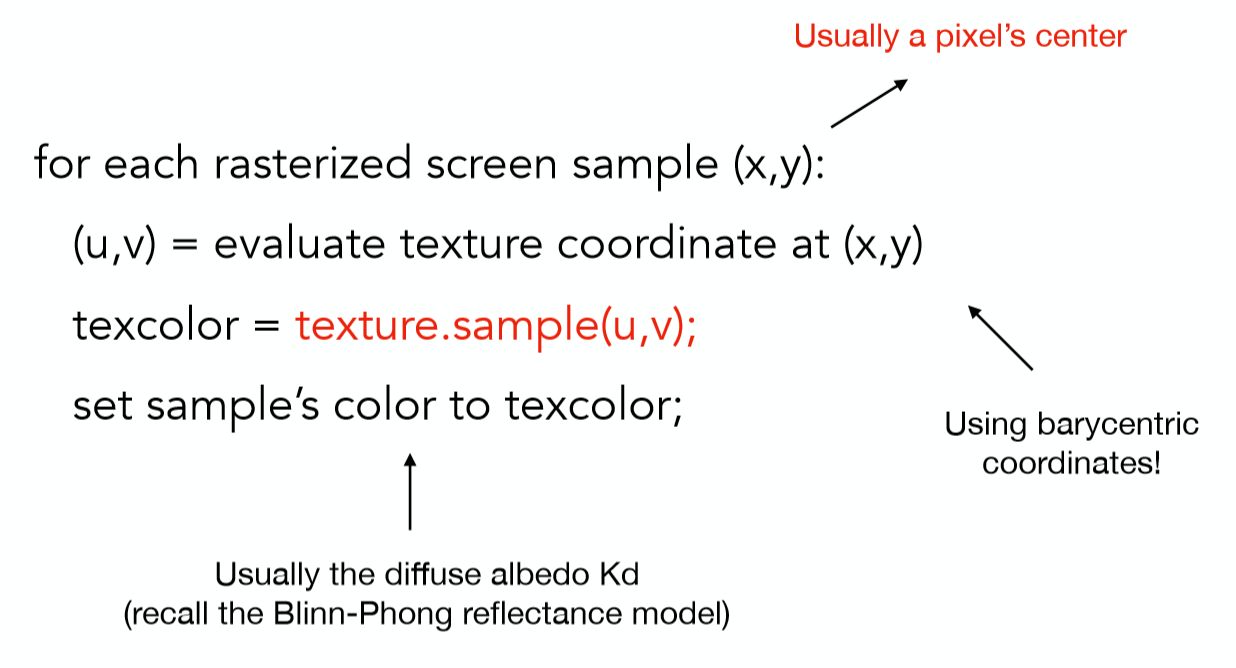 Usually a pixel's center
for each rasterized screen sample (x,y):
(u,v) = evaluate texture coordinate at (x,y)
texcolor = texture.sample(u,v);
set sample's color to texcolor;
Using barycentric
coordinates!
Usually the diffuse albedo Kd
(recall the Blinn-Phong reflectance model)